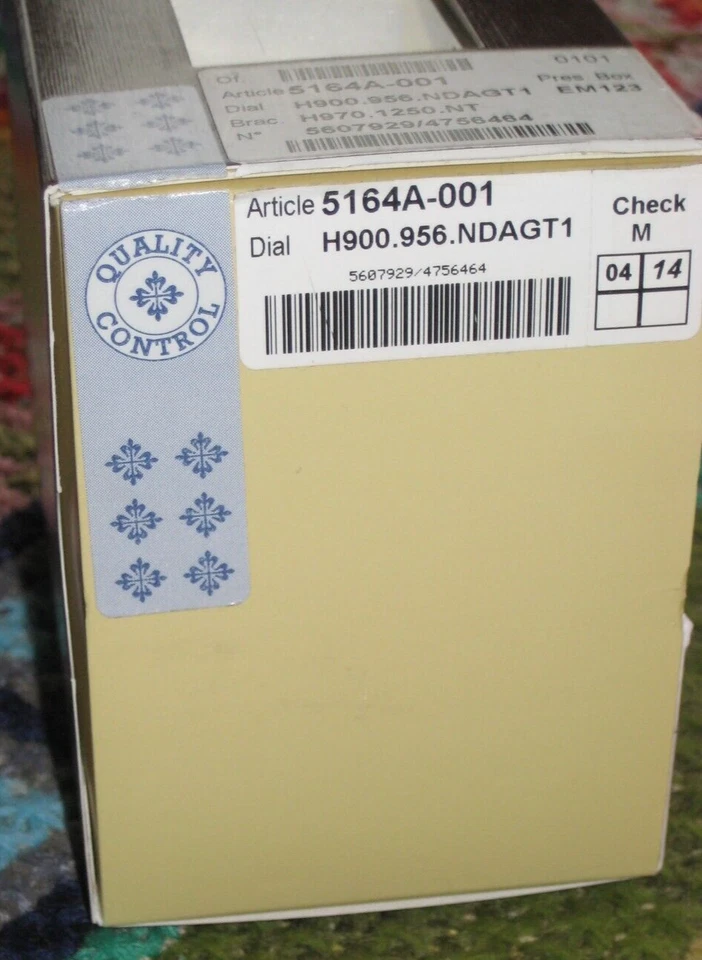 Or. 0101
Article 5164A-001 Pres. Box
Dial H900.956.NDAGT1 EM123
Brac H970.1250.NT
N° 5607929/4756464
QUALITY
CONTROL
Article 5164A-001
Dial H900.956.NDAGT1
5607929/4756464
Check
M
04 14